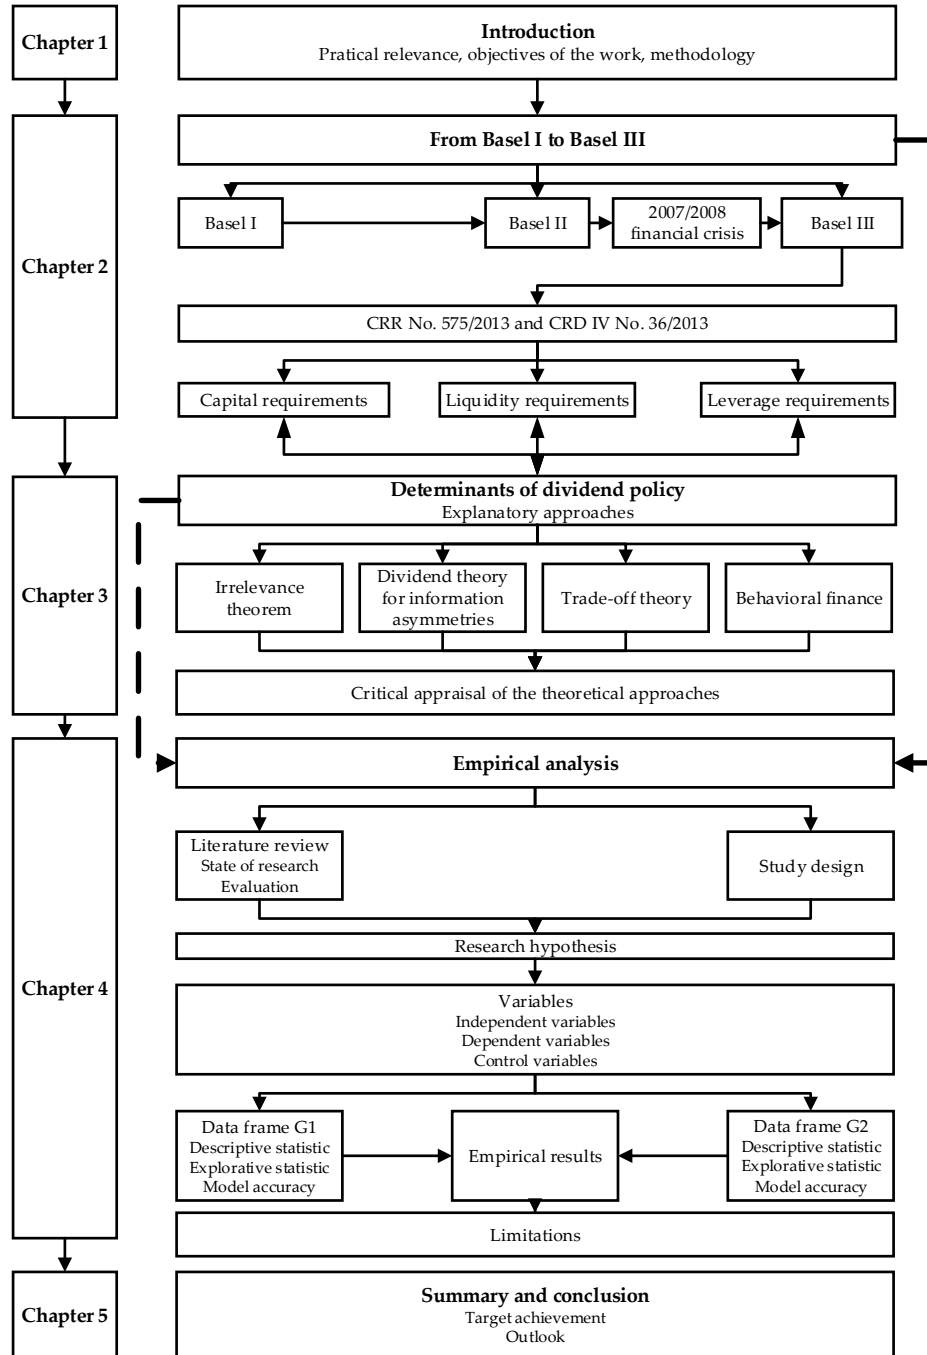 Chapter 1
Introduction
Pratical relevance, objectives of the work, methodology
Chapter 2
From Basel I to Basel III
Basel I
Basel II
2007/2008
financial crisis
Basel III
CRR No. 575/2013 and CRD IV No. 36/2013
Capital requirements
Liquidity requirements
Leverage requirements
Chapter 3
Determinants of dividend policy
Explanatory approaches
Irrelevance
theorem
Dividend theory
for information
asymmetries
Trade-off theory
Behavioral finance
Critical appraisal of the theoretical approaches
Chapter 4
Empirical analysis
Literature review
State of research
Evaluation
Study design
Research hypothesis
Variables
Independent variables
Dependent variables
Control variables
Data frame G1
Descriptive statistic
Explorative statistic
Model accuracy
Empirical results
Data frame G2
Descriptive statistic
Explorative statistic
Model accuracy
Limitations
Chapter 5
Summary and conclusion
Target achievement
Outlook